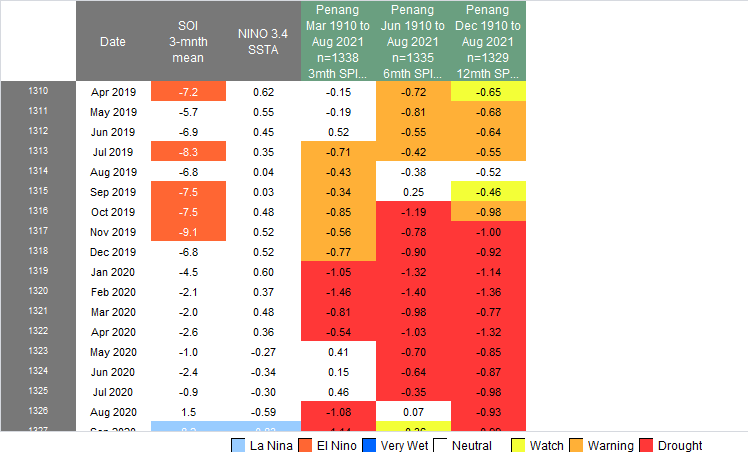 Date
SOI
3-mnth
mean
NINO 3.4
SSTA
Penang
Mar 1910 to
Aug 2021
n=1338
3mth SPI...
Penang
Jun 1910 to
Aug 2021
n=1335
6mth SPI...
Penang
Dec 1910 to
Aug 2021
n=1329
12mth SP...
1310 Apr 2019 -7.2 0.62 -0.15 -0.72 -0.65
1311 May 2019 -5.7 0.55 -0.19 -0.81 -0.68
1312 Jun 2019 -6.9 0.45 0.52 -0.55 -0.64
1313 Jul 2019 -8.3 0.35 -0.71 -0.42 -0.55
1314 Aug 2019 -6.8 0.04 -0.43 -0.38 -0.52
1315 Sep 2019 -7.5 0.03 -0.34 0.25 -0.46
1316 Oct 2019 -7.5 0.48 -0.85 -1.19 -0.98
1317 Nov 2019 -9.1 0.52 -0.56 -0.78 -1.00
1318 Dec 2019 -6.8 0.52 -0.77 -0.90 -0.92
1319 Jan 2020 -4.5 0.60 -1.05 -1.32 -1.14
1320 Feb 2020 -2.1 0.37 -1.46 -1.40 -1.36
1321 Mar 2020 -2.0 0.48 -0.81 -0.98 -0.77
1322 Apr 2020 -2.6 0.36 -0.54 -1.03 -1.32
1323 May 2020 -1.0 -0.27 0.41 -0.70 -0.85
1324 Jun 2020 -2.4 -0.34 0.15 -0.64 -0.87
1325 Jul 2020 -0.9 -0.30 0.46 -0.35 -0.98
1326 Aug 2020 1.5 -0.59 -1.08 0.07 -0.93
La Nina El Nino Very Wet Neutral Watch Warning Drought